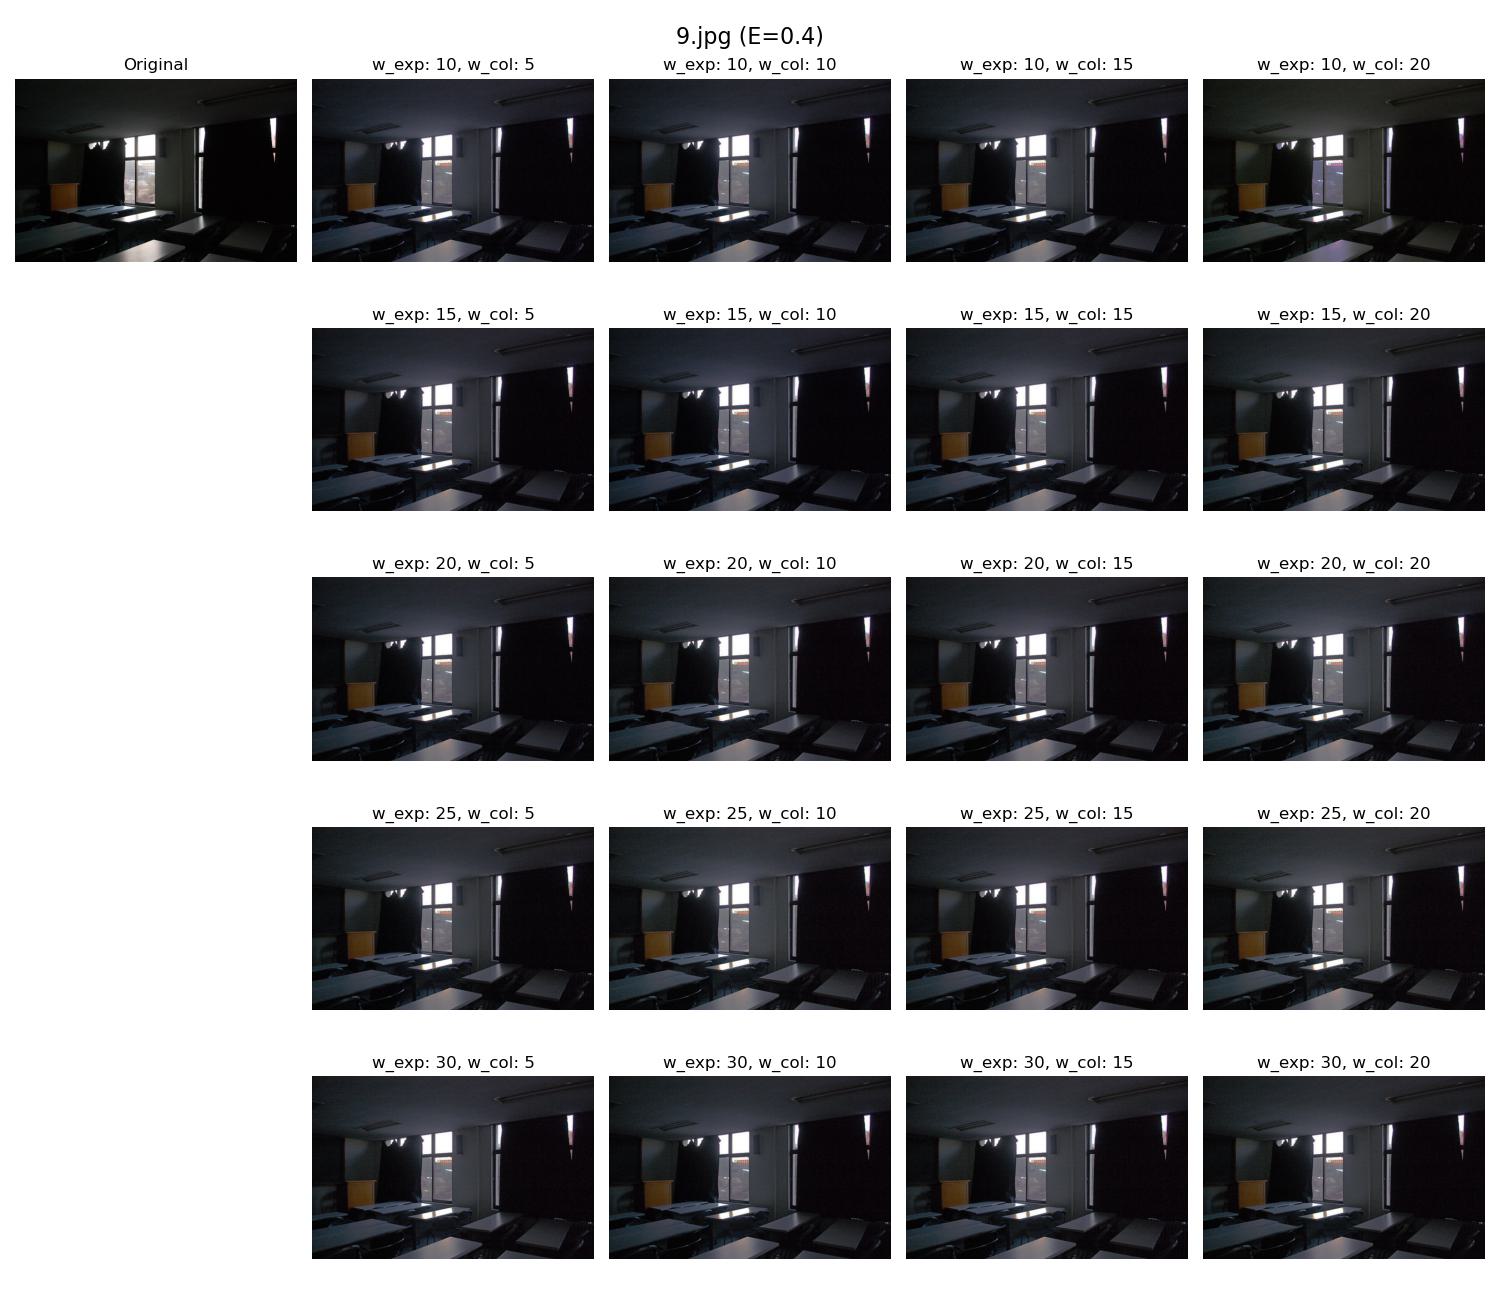 9.jpg (E=0.4)
Original
w_exp: 10, w_col: 5
w_exp: 10, w_col: 10
w_exp: 10, w_col: 15
w_exp: 10, w_col: 20
w_exp: 15, w_col: 5
w_exp: 15, w_col: 10
w_exp: 15, w_col: 15
w_exp: 15, w_col: 20
w_exp: 20, w_col: 5
w_exp: 20, w_col: 10
w_exp: 20, w_col: 15
w_exp: 20, w_col: 20
w_exp: 25, w_col: 5
w_exp: 25, w_col: 10
w_exp: 25, w_col: 15
w_exp: 25, w_col: 20
w_exp: 30, w_col: 5
w_exp: 30, w_col: 10
w_exp: 30, w_col: 15
w_exp: 30, w_col: 20